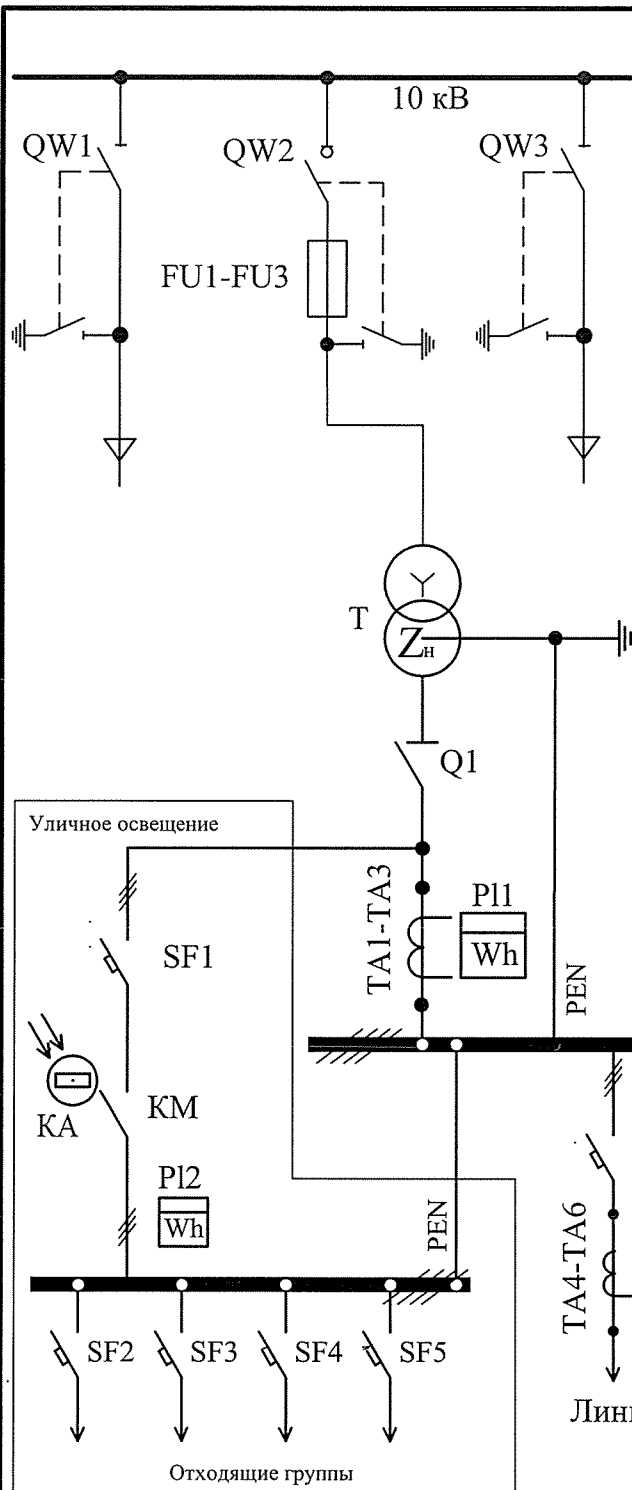 10 кВ
QW1
QW2
QW3
FU1-FU3
Y
T
Zн
Q1
Уличное освещение
TA1-TA3
PI1
Wh
SF1
PEN
KA
KM
PI2
Wh
PEN
TA4-TA6
SF2
SF3
SF4
SF5
Лини
Отходящие группы